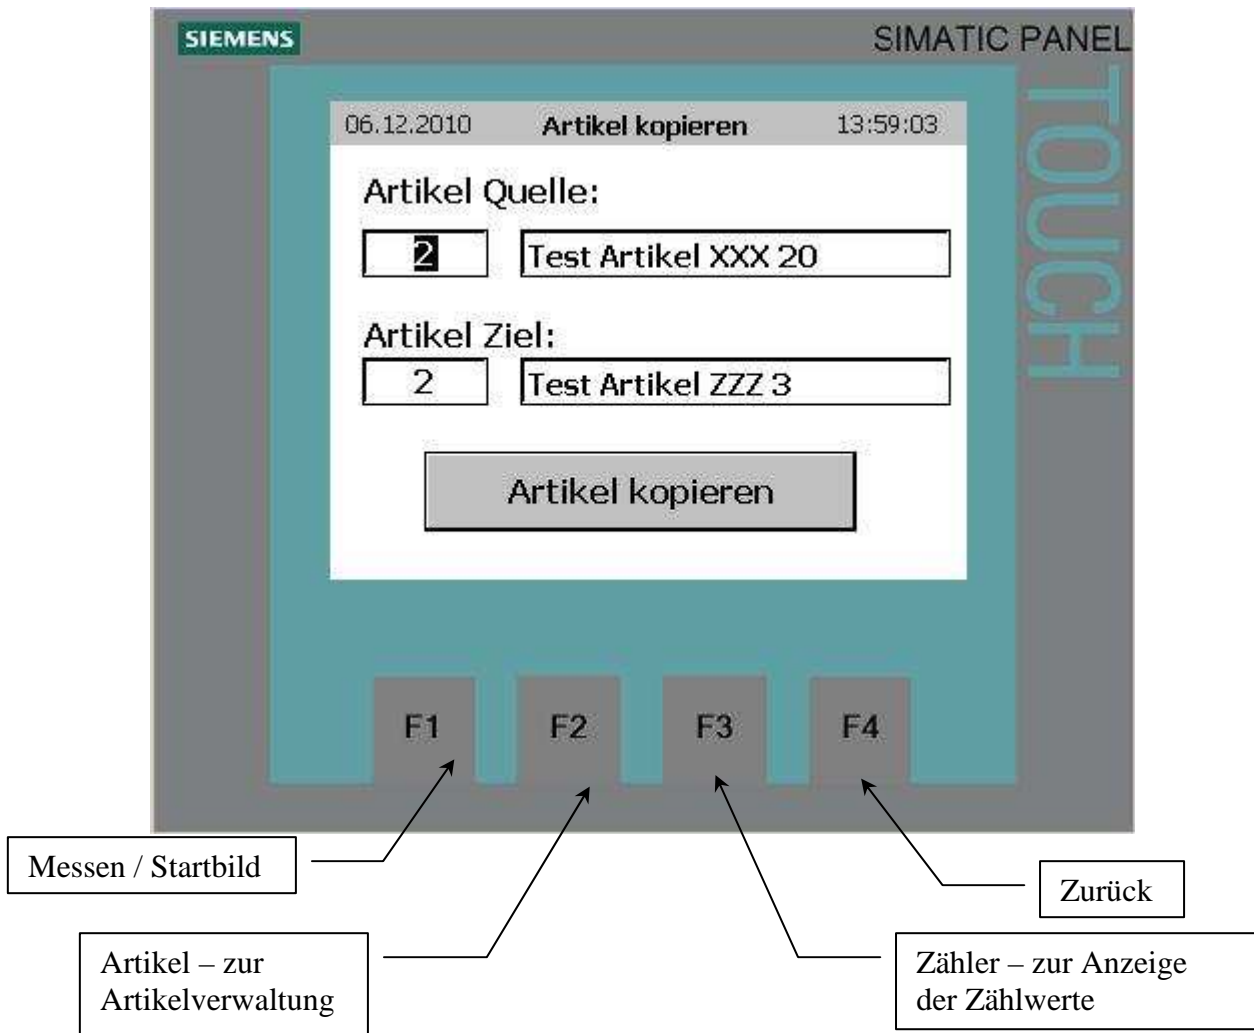 SIEMENS
SIMATIC PANEL
TOUCH
06.12.2010 Artikel kopieren 13:59:03
Artikel Quelle:
2 Test Artikel XXX 20
Artikel Ziel:
2 Test Artikel ZZZ 3
Artikel kopieren
F1 F2 F3 F4
Messen / Startbild
Zurück
Artikel – zur
Artikelverwaltung
Zähler – zur Anzeige
der Zählwerte